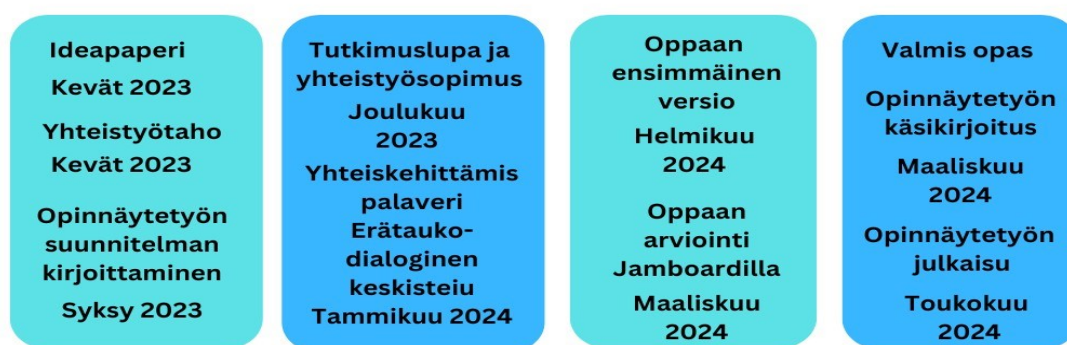 Ideapaperi
Kevät 2023
Yhteistyötaho
Kevät 2023
Opinnäytetyön
suunnitelman
kirjoittaminen
Syksy 2023
Tutkimuslupa ja
yhteistyösopimus
Joulukuu
2023
Yhteiskehittämis
palaveri
Erätauko-
dialoginen
keskisteiu
Tammikuu 2024
Oppaan
ensimmäinen
versio
Helmikuu
2024
Oppaan
arviointi
Jamboardilla
Maaliskuu
2024
Valmis opas
Opinnäytetyön
käsikirjoitus
Maaliskuu
2024
Opinnäytetyön
julkaisu
Toukokuu
2024